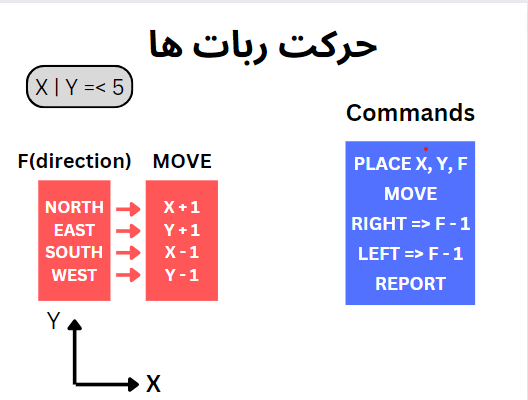 حرکت ربات ها
X | Y =< 5
Commands
F(direction) MOVE
NORTH X + 1
EAST Y + 1
SOUTH X - 1
WEST Y - 1
PLACE X, Y, F
MOVE
RIGHT => F - 1
LEFT => F - 1
REPORT
Y
X